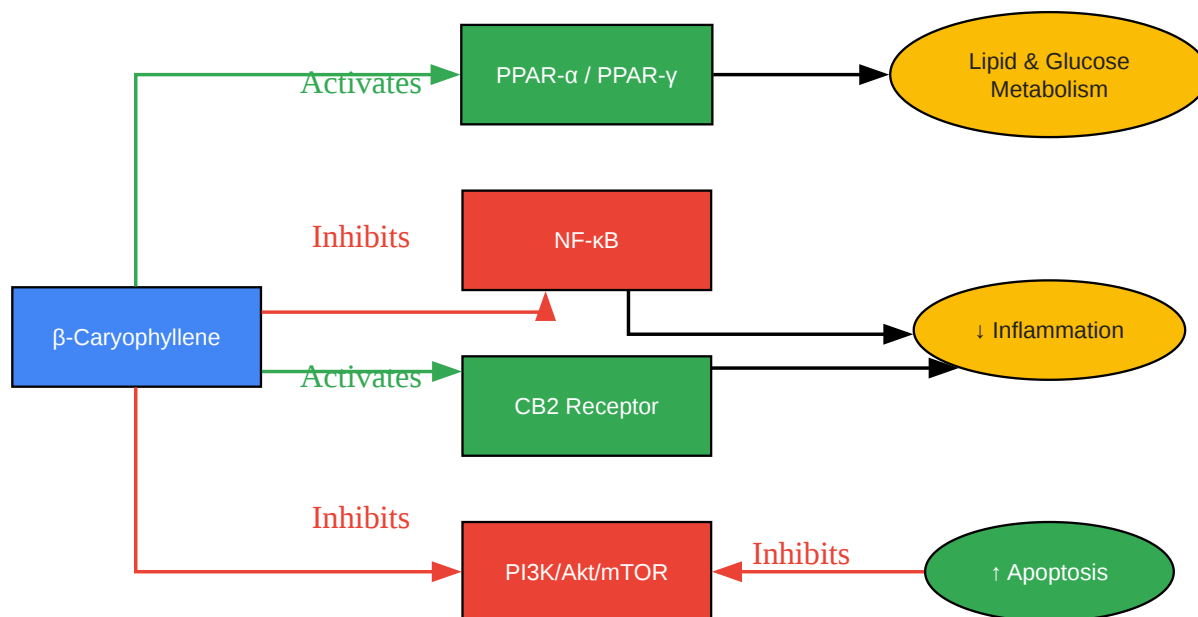 Activates
PPAR-α / PPAR-γ
Lipid & Glucose
Metabolism
Inhibits
NF-κB
β-Caryophyllene
↓ Inflammation
Activates
CB2 Receptor
Inhibits
PI3K/Akt/mTOR
Inhibits
↑ Apoptosis